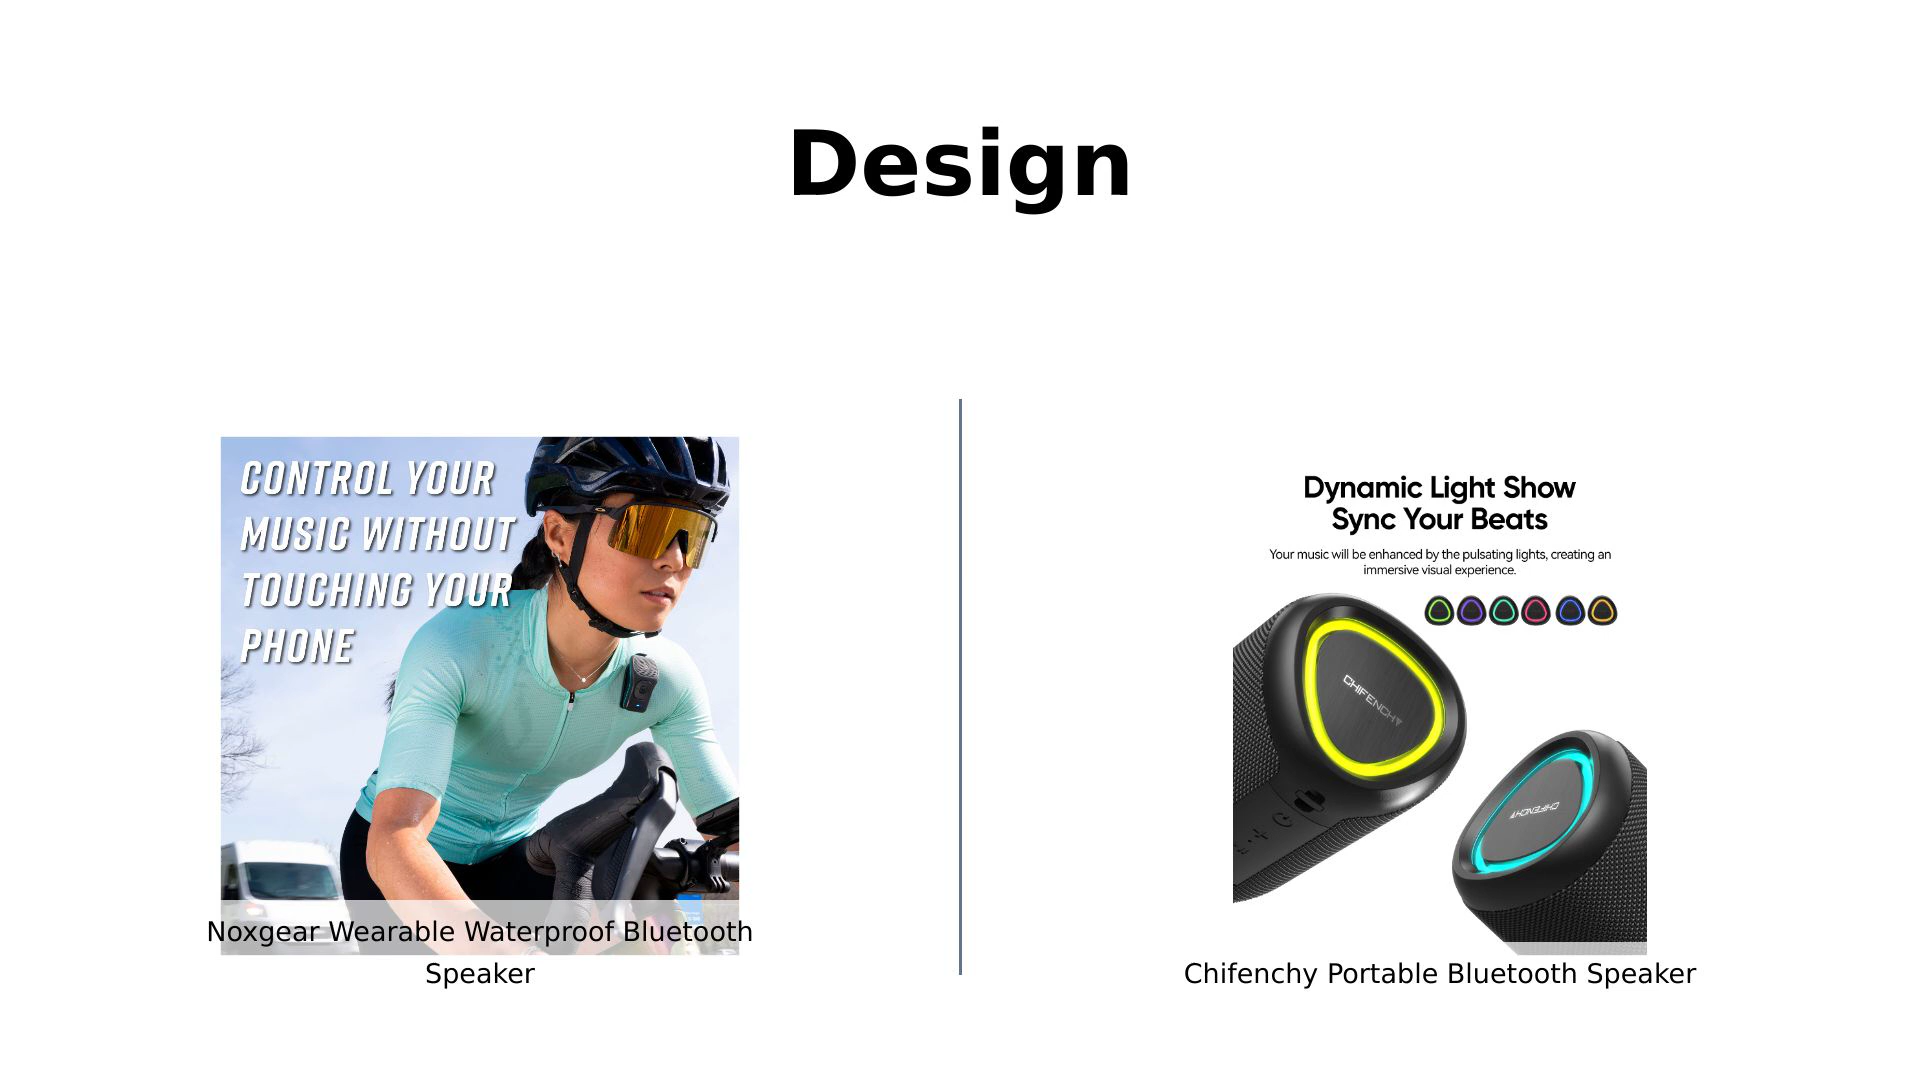 Design
CONTROL YOUR
MUSIC WITHOUT
TOUCHING YOUR
PHONE
Noxgear Wearable Waterproof Bluetooth
Speaker
Dynamic Light Show
Sync Your Beats
Your music will be enhanced by the pulsating lights, creating an
immersive visual experience.
CHIFENCHY
CHIFENCHY
Chifenchy Portable Bluetooth Speaker